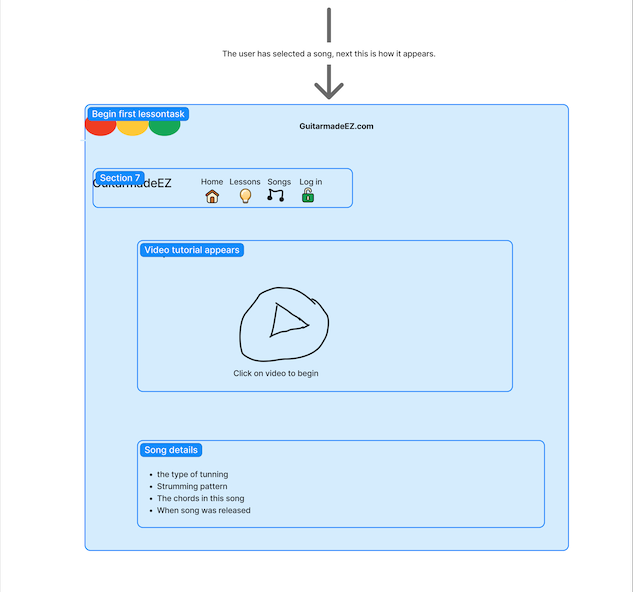 The user has selected a song, next this is how it appears.
Begin first lessontask
GuitarmadeEZ.com
Section 7
GuitarmadeEZ
Home Lessons Songs Log in
Video tutorial appears
Click on video to begin
Song details
• the type of tunning
• Strumming pattern
• The chords in this song
• When song was released